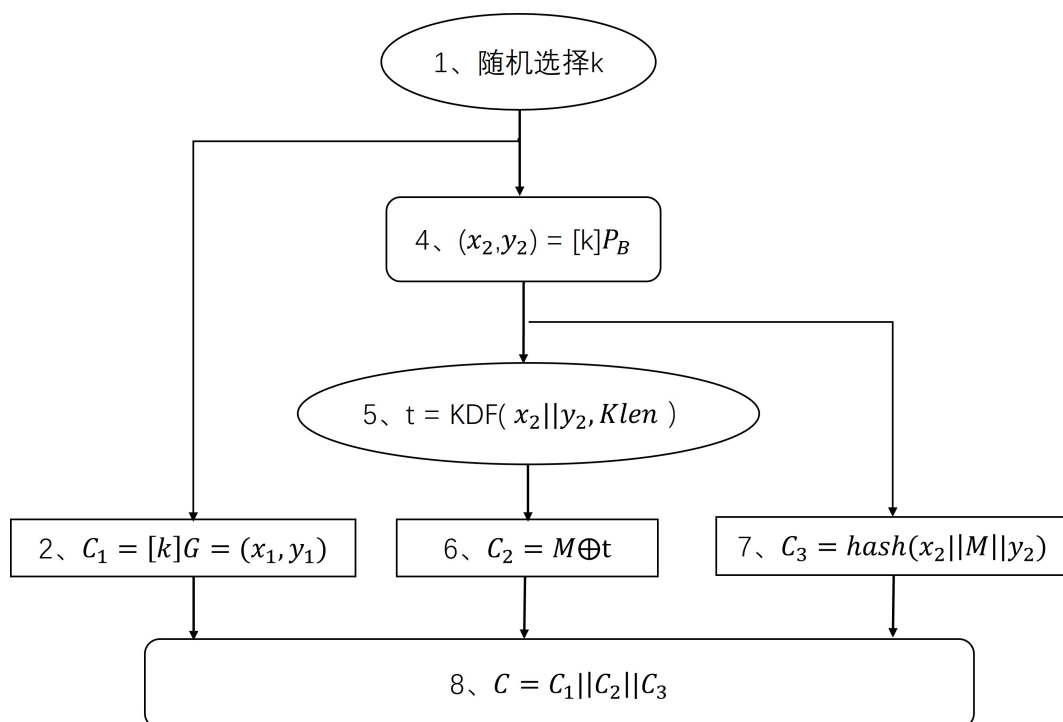 1、随机选择k
4、(𝑥₂,𝑦₂) = [k]𝑃_𝐵
5、t = KDF( 𝑥₂||𝑦₂, 𝐾𝑙𝑒𝑛 )
2、𝐶₁ = [𝑘]𝐺 = (𝑥₁, 𝑦₁)
6、𝐶₂ = 𝑀⊕t
7、𝐶₃ = ℎ𝑎𝑠ℎ(𝑥₂||𝑀||𝑦₂)
8、𝐶 = 𝐶₁||𝐶₂||𝐶₃